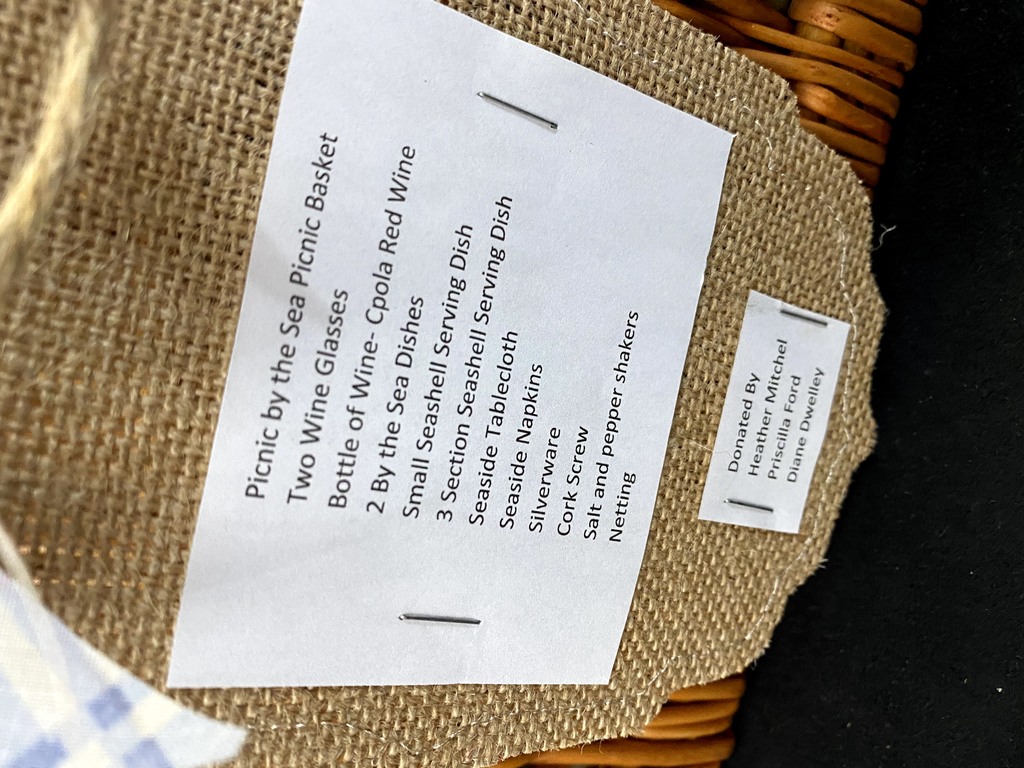 Picnic by the Sea Picnic Basket
Two Wine Glasses
Bottle of Wine- Cpola Red Wine
2 By the Sea Dishes
Small Seashell Serving Dish
3 Section Seashell Serving Dish
Seaside Tablecloth
Seaside Napkins
Silverware
Cork Screw
Salt and pepper shakers
Netting
Donated By
Heather Mitchel
Priscilla Ford
Diane Dwelley